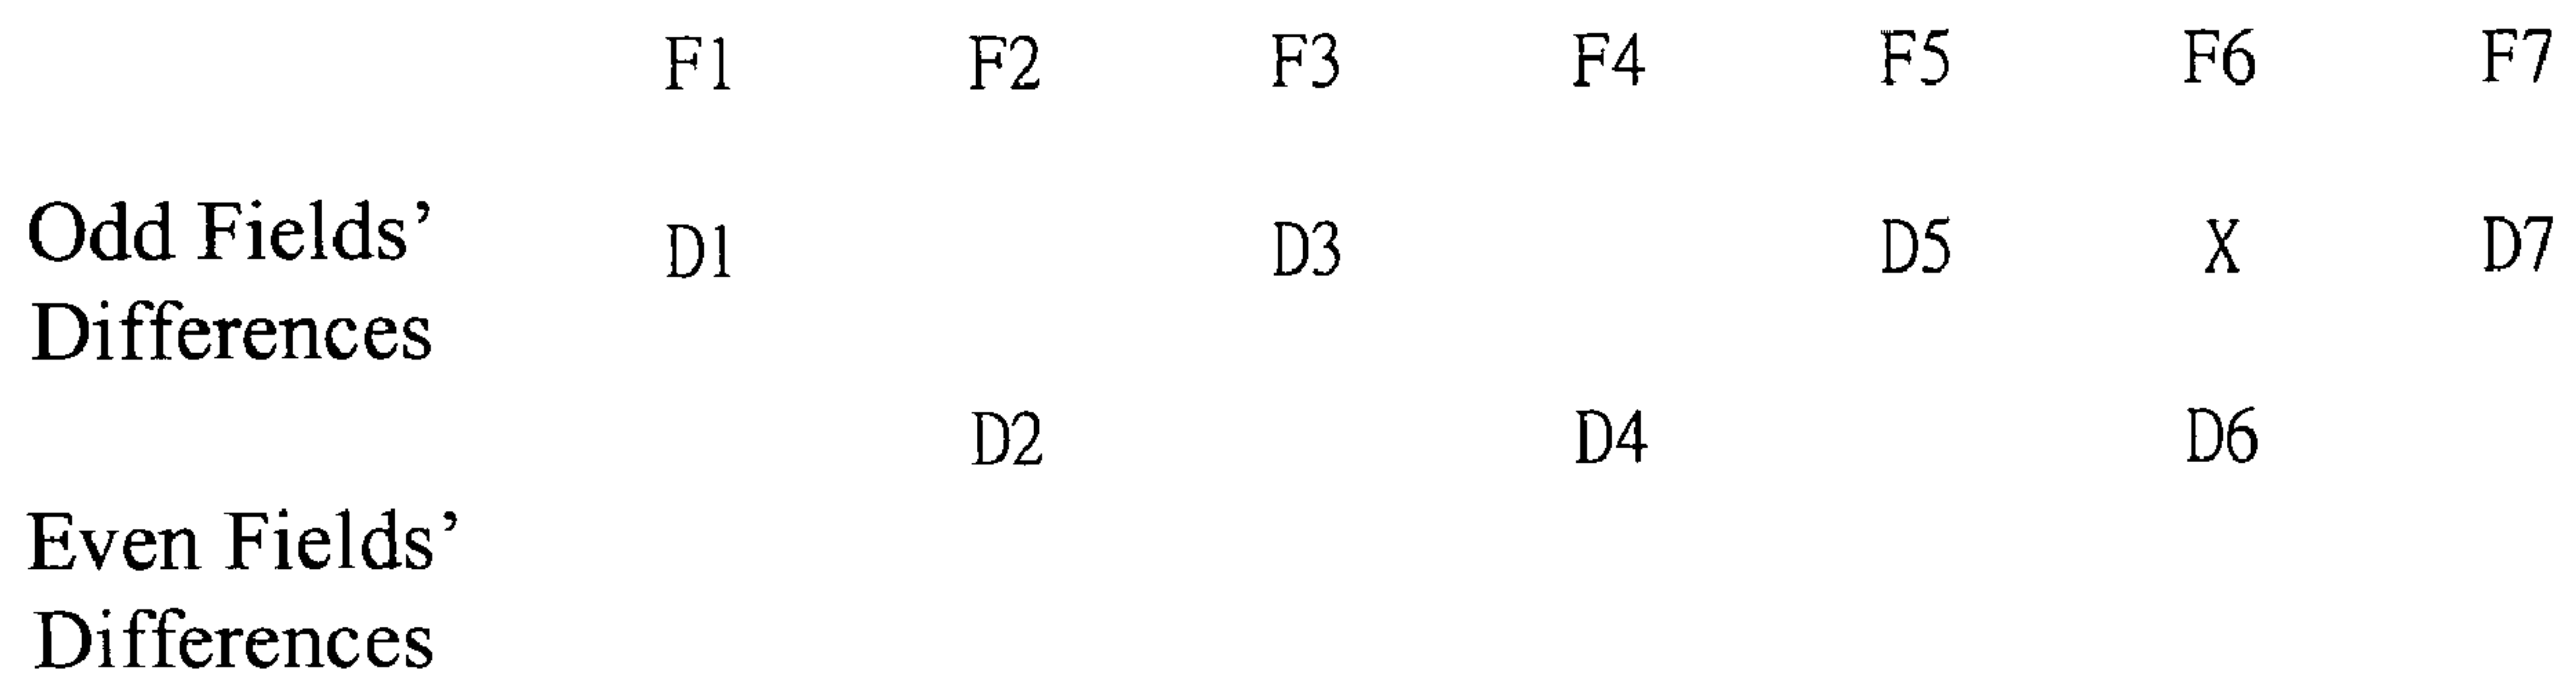 F1 F2 F3 F4 F5 F6 F7
Odd Fields’ D1 D3 D5 X D7
Differences
D2 D4 D6
Even Fields’
Differences